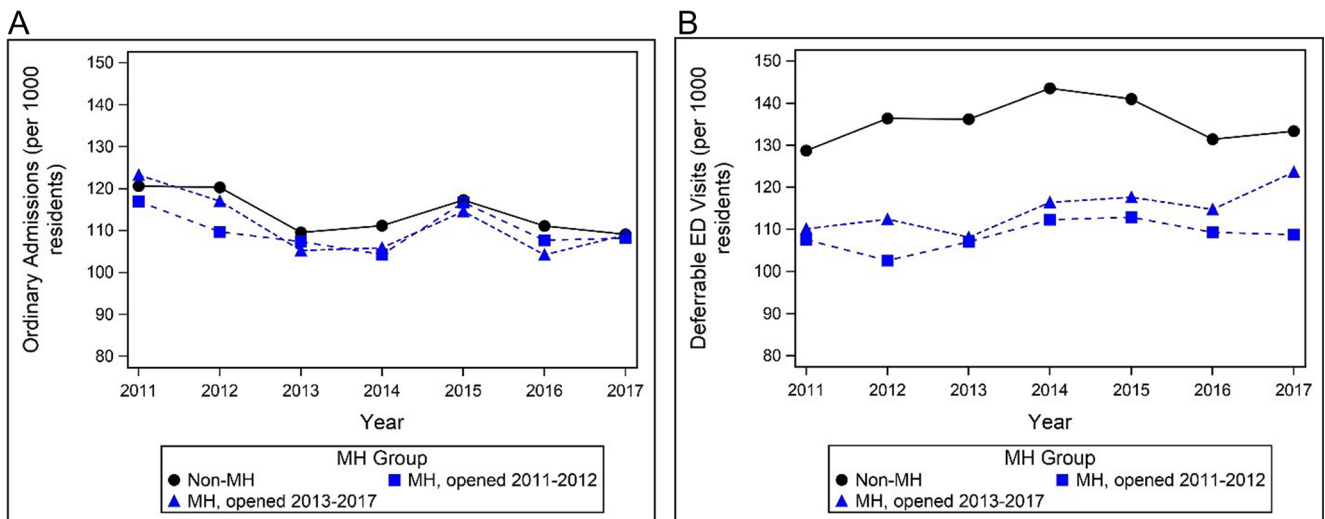 A
Ordinary Admissions (per 1000
residents)
150
140
130
120
110
100
90
80
2011 2012 2013 2014 2015 2016 2017
Year
MH Group
Non-MH
MH, opened 2011-2012
MH, opened 2013-2017
B
Deferrable ED Visits (per 1000
residents)
150
140
130
120
110
100
90
80
2011 2012 2013 2014 2015 2016 2017
Year
MH Group
Non-MH
MH, opened 2011-2012
MH, opened 2013-2017